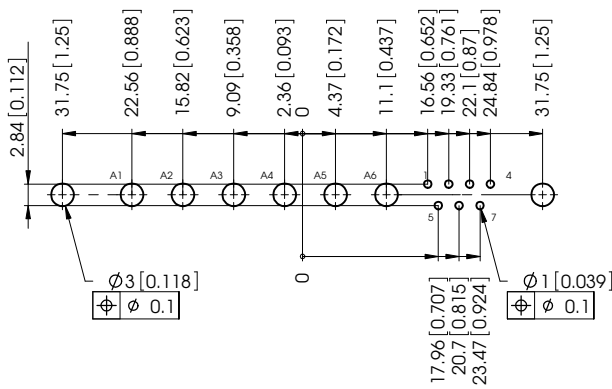 2.84 [0.112]
31.75 [1.25]
22.56 [0.888]
15.82 [0.623]
9.09 [0.358]
2.36 [0.093]
0
4.37 [0.172]
11.1 [0.437]
16.56 [0.652]
19.33 [0.761]
22.1 [0.87]
24.84 [0.978]
31.75 [1.25]
A1
A2
A3
A4
A5
A6
1
4
5
7
Ø3 [0.118]
⌖ Ø 0.1
0
17.96 [0.707]
20.7 [0.815]
23.47 [0.924]
Ø1 [0.039]
⌖ Ø 0.1